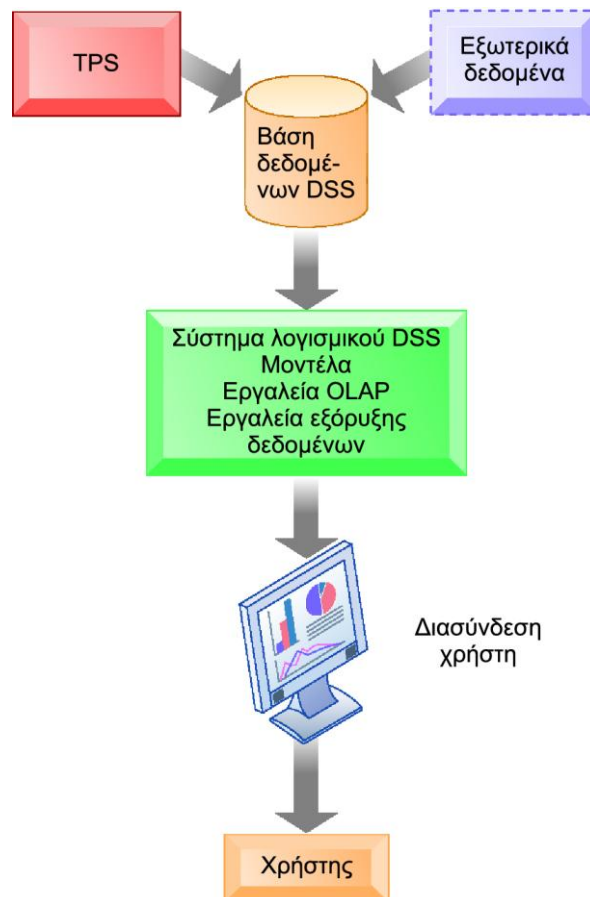 TPS
Εξωτερικά
δεδομένα
Βάση
δεδομέ-
νων DSS
Σύστημα λογισμικού DSS
Μοντέλα
Εργαλεία OLAP
Εργαλεία εξόρυξης
δεδομένων
Διασύνδεση
χρήστη
Χρήστης